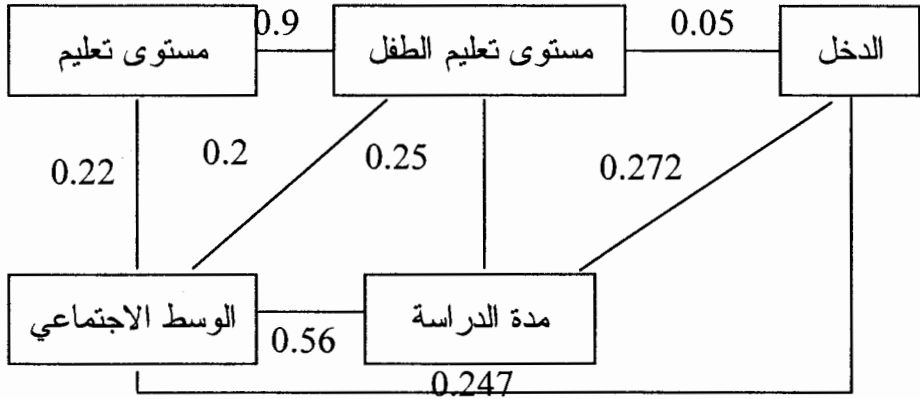 0.9
0.05
مستوى تعليم
مستوى تعليم الطفل
الدخل
0.22
0.2
0.25
0.272
الوسط الاجتماعي
مدة الدراسة
0.56
0.247